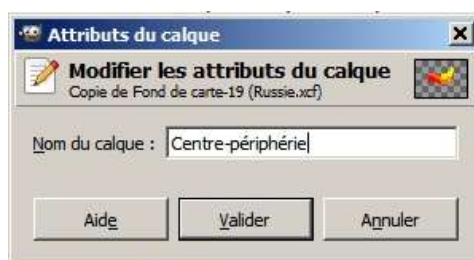 Attributs du calque
Modifier les attributs du calque
Copie de Fond de carte-19 (Russie.xcf)
Nom du calque : Centre-périphérie
Aide Valider Annuler